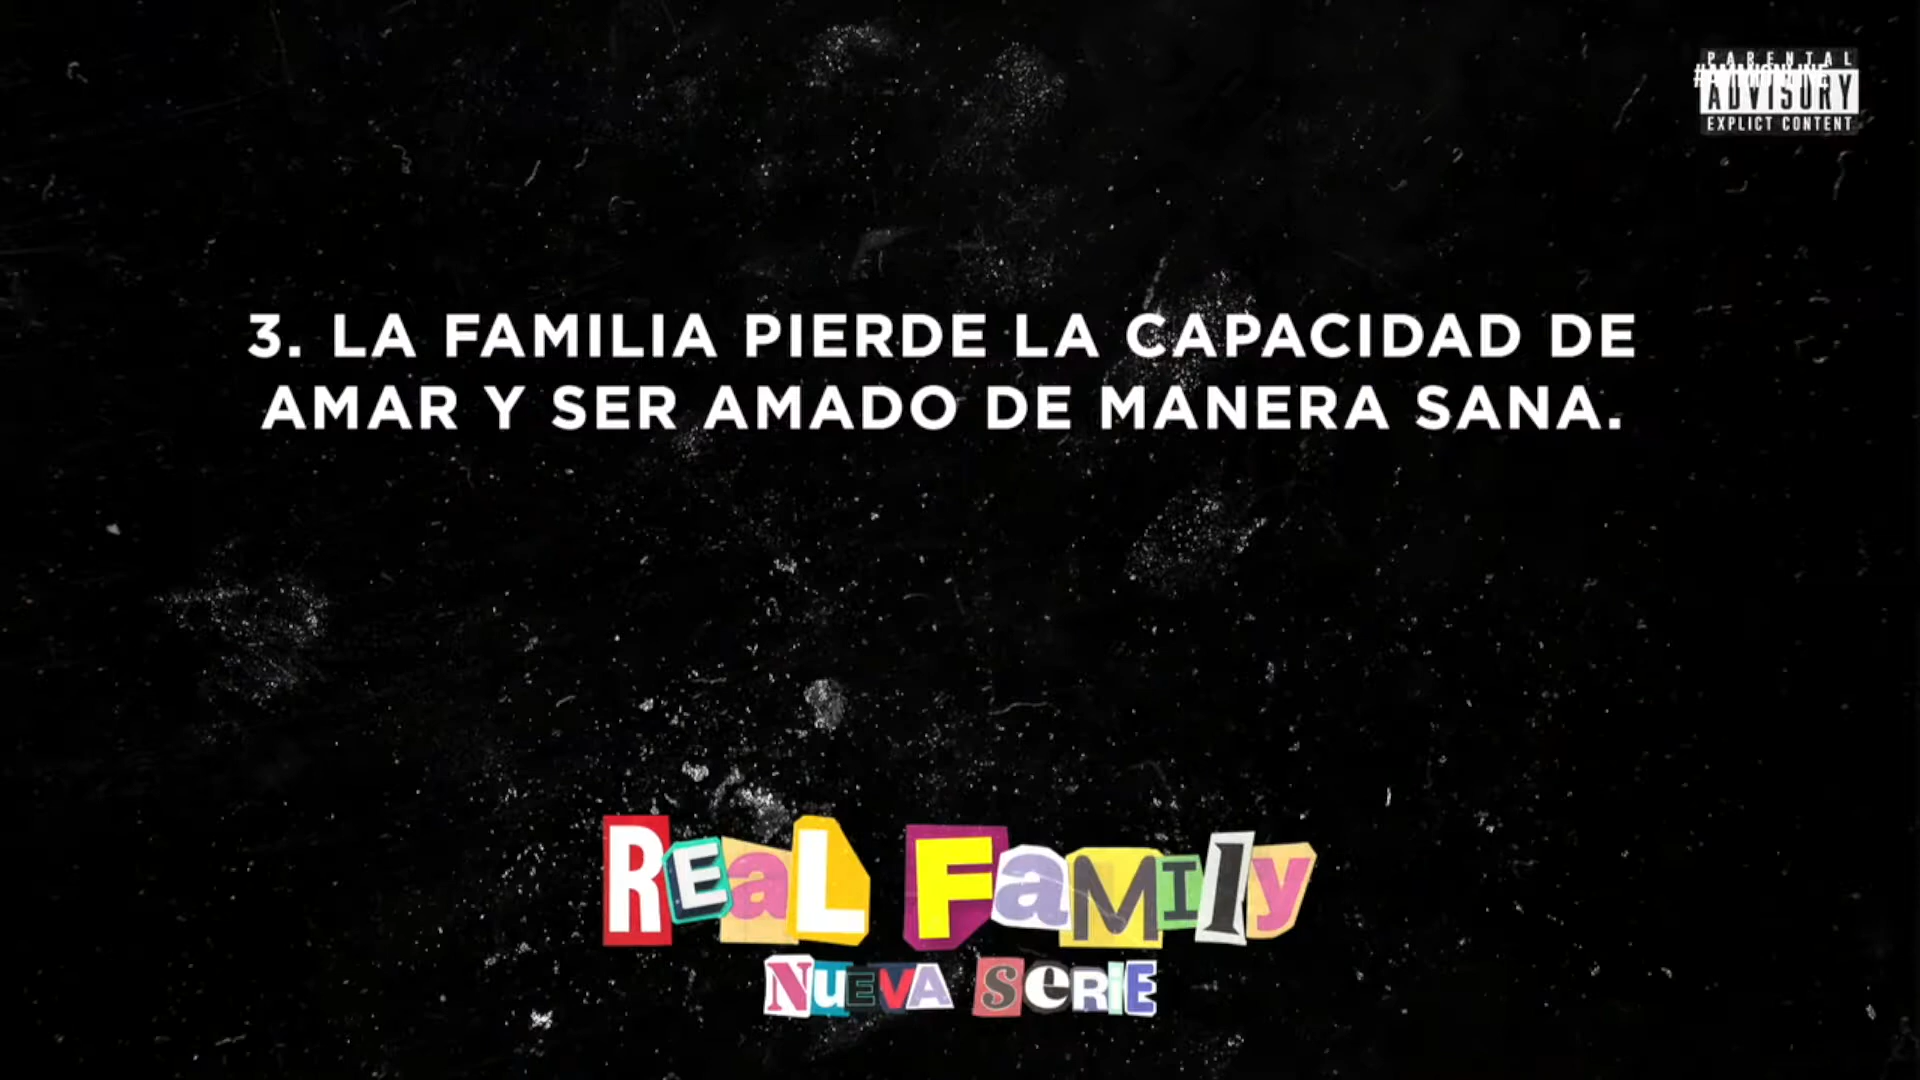 PARENTAL
ADVISORY
EXPLICIT CONTENT
3. LA FAMILIA PIERDE LA CAPACIDAD DE
AMAR Y SER AMADO DE MANERA SANA.
REaL FaMIly
NUEVA SeRiE